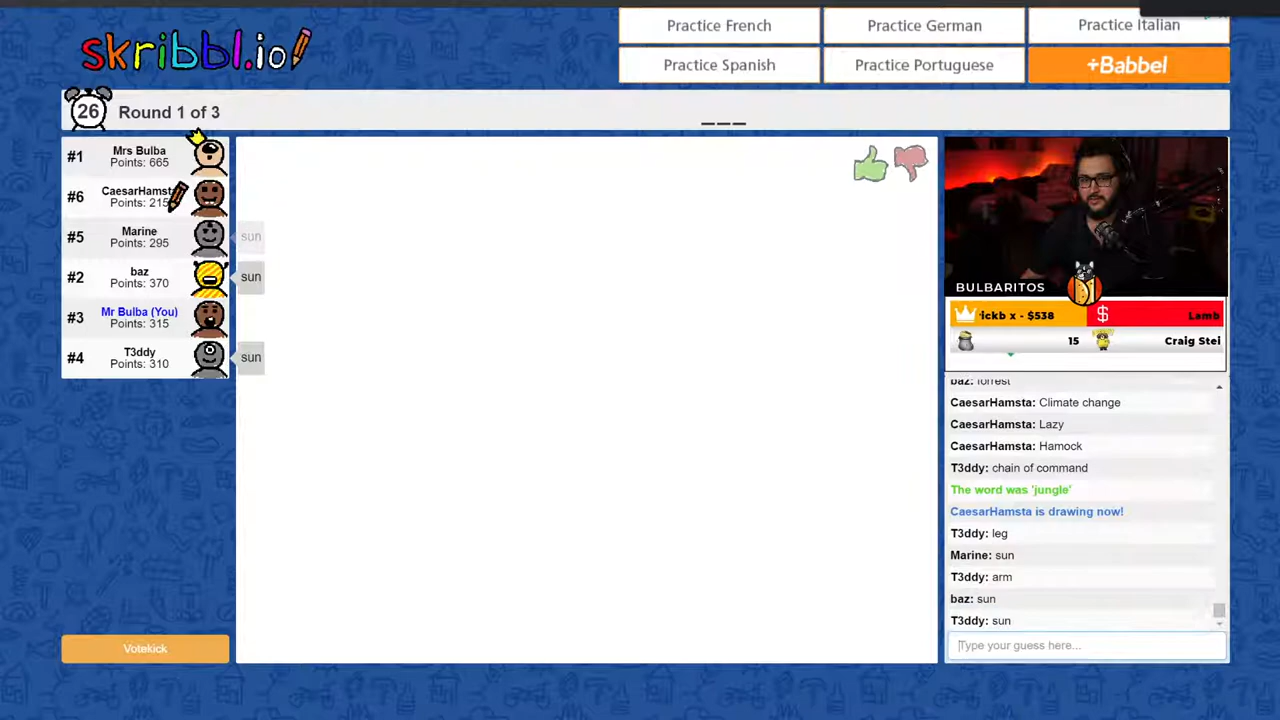 skribbl.io
Practice French
Practice German
Practice Italian
Practice Spanish
Practice Portuguese
+Babbel
26
Round 1 of 3
___
#1
Mrs Bulba
Points: 665
#6
CaesarHamst
Points: 215
#5
Marine
Points: 295
sun
#2
baz
Points: 370
sun
#3
Mr Bulba (You)
Points: 315
#4
T3ddy
Points: 310
sun
Votekick
BULBARITOS
ickb x - $538
$
Lamb
15
Craig Stei
baz: forrest
CaesarHamsta: Climate change
CaesarHamsta: Lazy
CaesarHamsta: Hamock
T3ddy: chain of command
The word was 'jungle'
CaesarHamsta is drawing now!
T3ddy: leg
Marine: sun
T3ddy: arm
baz: sun
T3ddy: sun
Type your guess here...